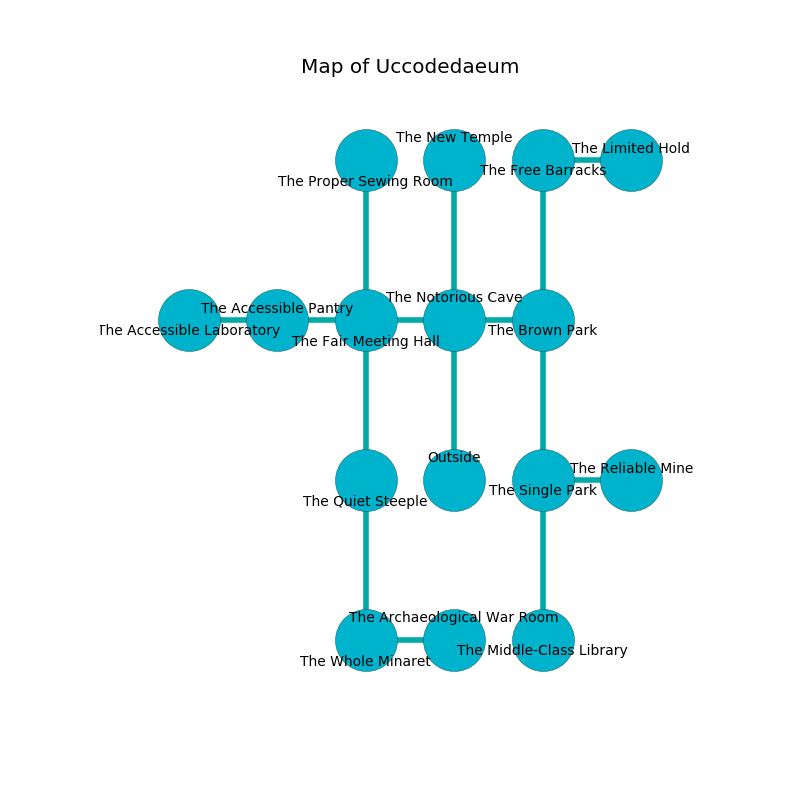 Map of Uccodedaeum
The New Temple
The Limited Hold
The Free Barracks
The Proper Sewing Room
The Notorious Cave
The Accessible Pantry
The Accessible Laboratory
The Brown Park
The Fair Meeting Hall
Outside
The Reliable Mine
The Single Park
The Quiet Steeple
The Archaeological War Room
The Middle-Class Library
The Whole Minaret